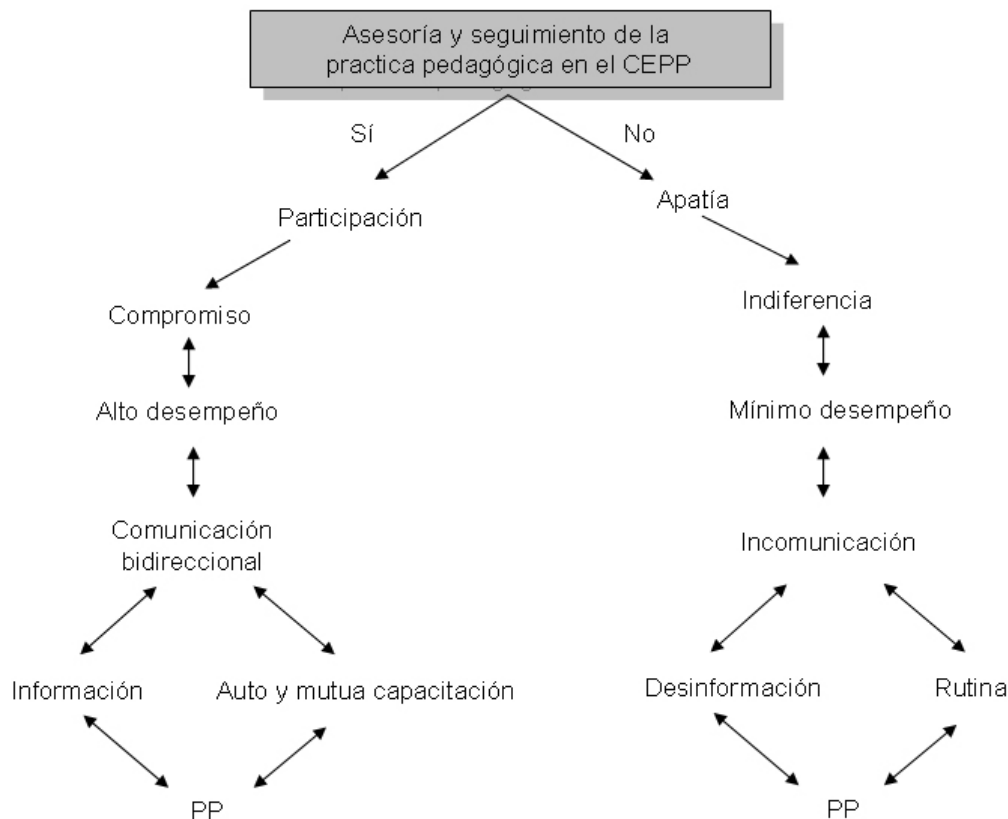 Asesoría y seguimiento de la
practica pedagógica en el CEPP
Sí
No
Participación
Apatía
Compromiso
Indiferencia
Alto desempeño
Mínimo desempeño
Comunicación
bidireccional
Incomunicación
Información
Auto y mutua capacitación
Desinformación
Rutina
PP
PP